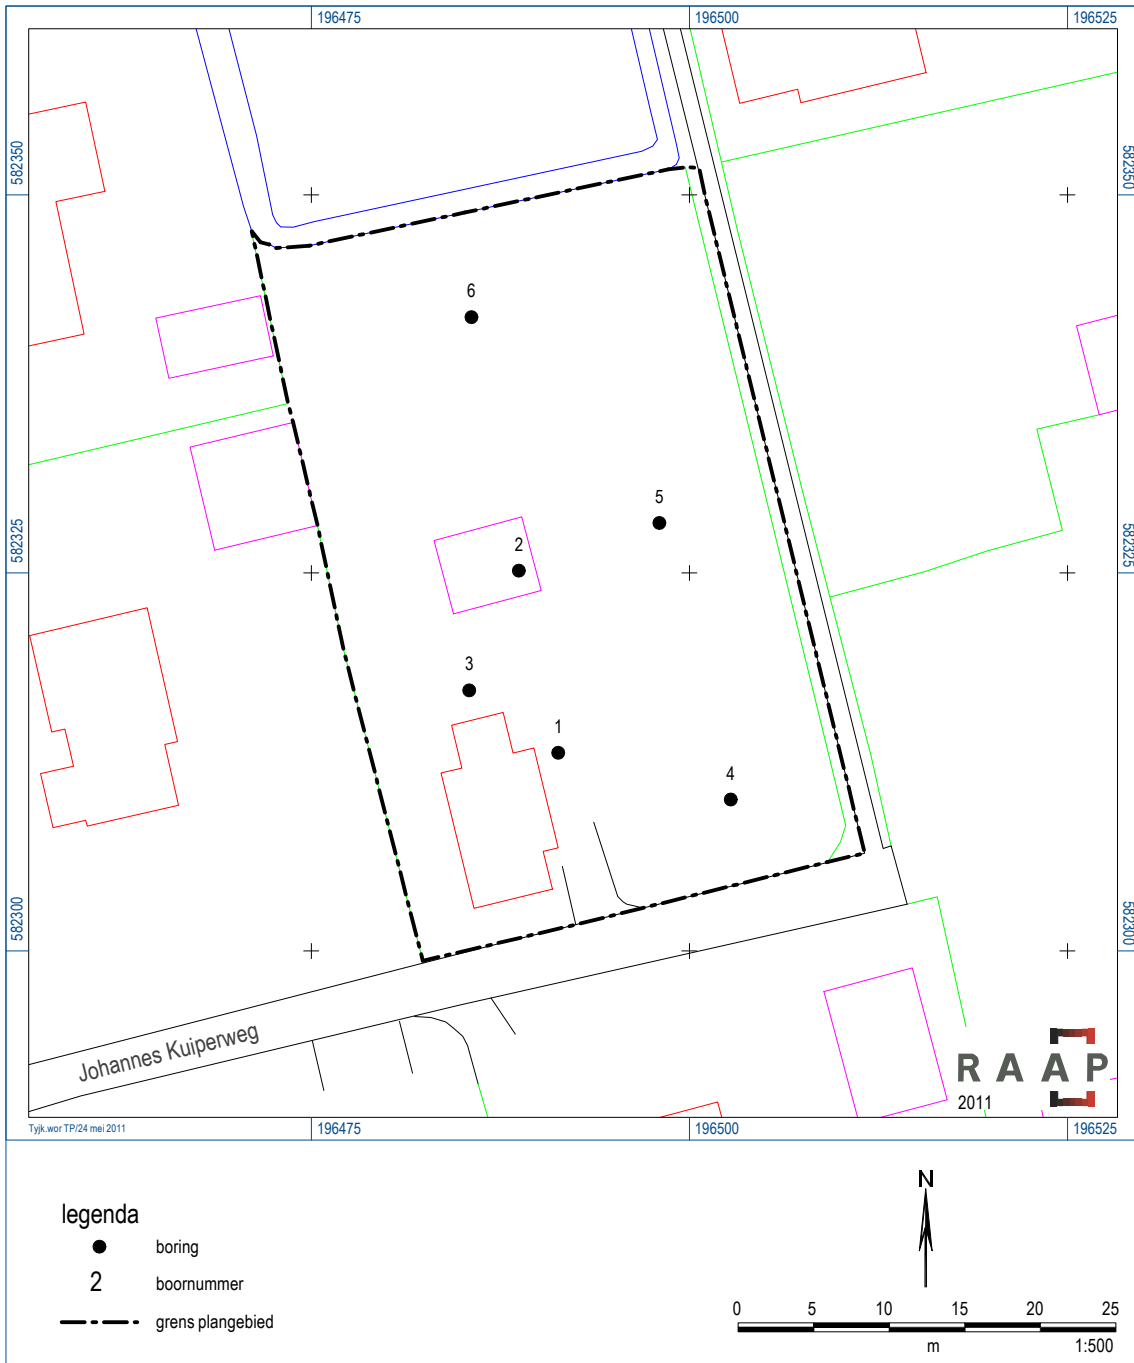 196475 196500 196525
582350 582350
6
5
2
582325 582325
3
1
4
582300 582300
Johannes Kuiperweg
RAAP
2011
Tyjk.wor TP/24 mei 2011
196475 196500 196525
N
legenda
boring
2 boornummer
grens plangebied
0 5 10 15 20 25
m 1:500